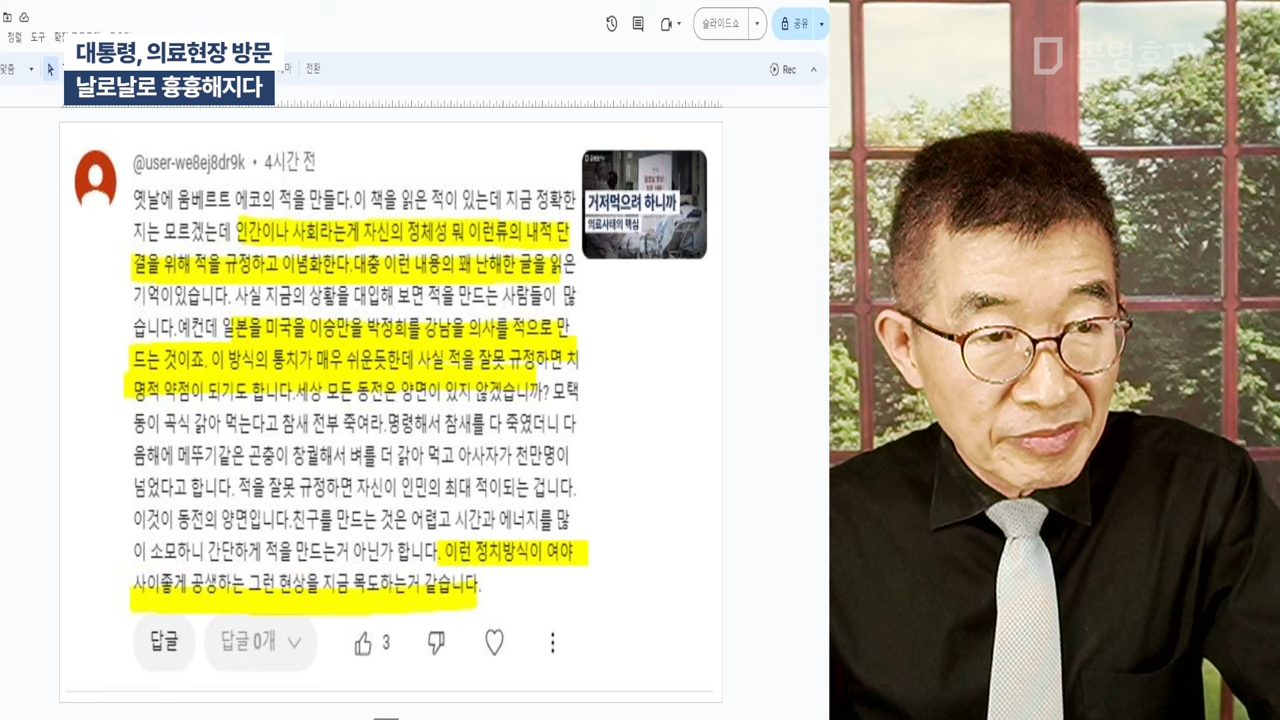 정렬 도구
슬라이드쇼
공유
맞춤
전환
Rec
대통령, 의료현장 방문
날로날로 흉흉해지다
공병호TV
@user-we8ej8dr9k • 4시간 전
옛날에 움베르트 에코의 적을 만들다.이 책을 읽은 적이 있는데 지금 정확한
지는 모르겠는데 인간이나 사회라는게 자신의 정체성 뭐 이런류의 내적 단
결을 위해 적을 규정하고 이념화한다.대충 이런 내용의 꽤 난해한 글을 읽은
기억이있습니다. 사실 지금의 상황을 대입해 보면 적을 만드는 사람들이 많
습니다.예컨데 일본을 미국을 이승만을 박정희를 강남을 의사를 적으로 만
드는 것이죠. 이 방식의 통치가 매우 쉬운듯한데 사실 적을 잘못 규정하면 치
명적 약점이 되기도 합니다.세상 모든 동전은 양면이 있지 않겠습니까? 모택
동이 곡식 갉아 먹는다고 참새 전부 죽여라.명령해서 참새를 다 죽였더니 다
음해에 메뚜기같은 곤충이 창궐해서 벼를 더 갉아 먹고 아사자가 천만명이
넘었다고 합니다. 적을 잘못 규정하면 자신이 인민의 최대 적이되는 겁니다.
이것이 동전의 양면입니다.친구를 만드는 것은 어렵고 시간과 에너지를 많
이 소모하니 간단하게 적을 만드는거 아닌가 합니다. 이런 정치방식이 여야
사이좋게 공생하는 그런 현상을 지금 목도하는거 같습니다.
거저먹으려 하니까
의료사태의 핵심
답글
답글 0개
3